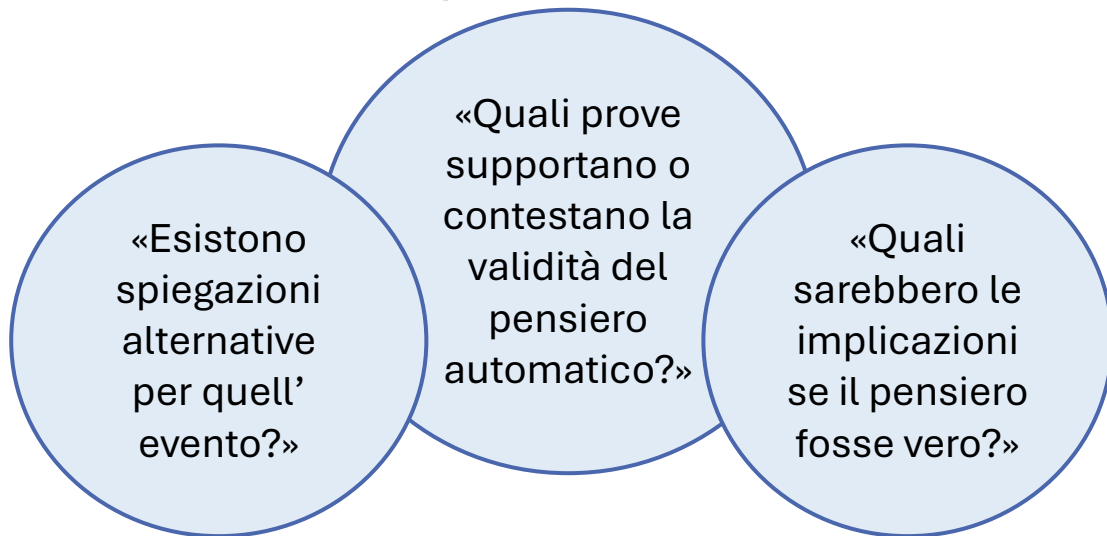 «Esistono
spiegazioni
alternative
per quell’
evento?»
«Quali prove
supportano o
contestano la
validità del
pensiero
automatico?»
«Quali
sarebbero le
implicazioni
se il pensiero
fosse vero?»